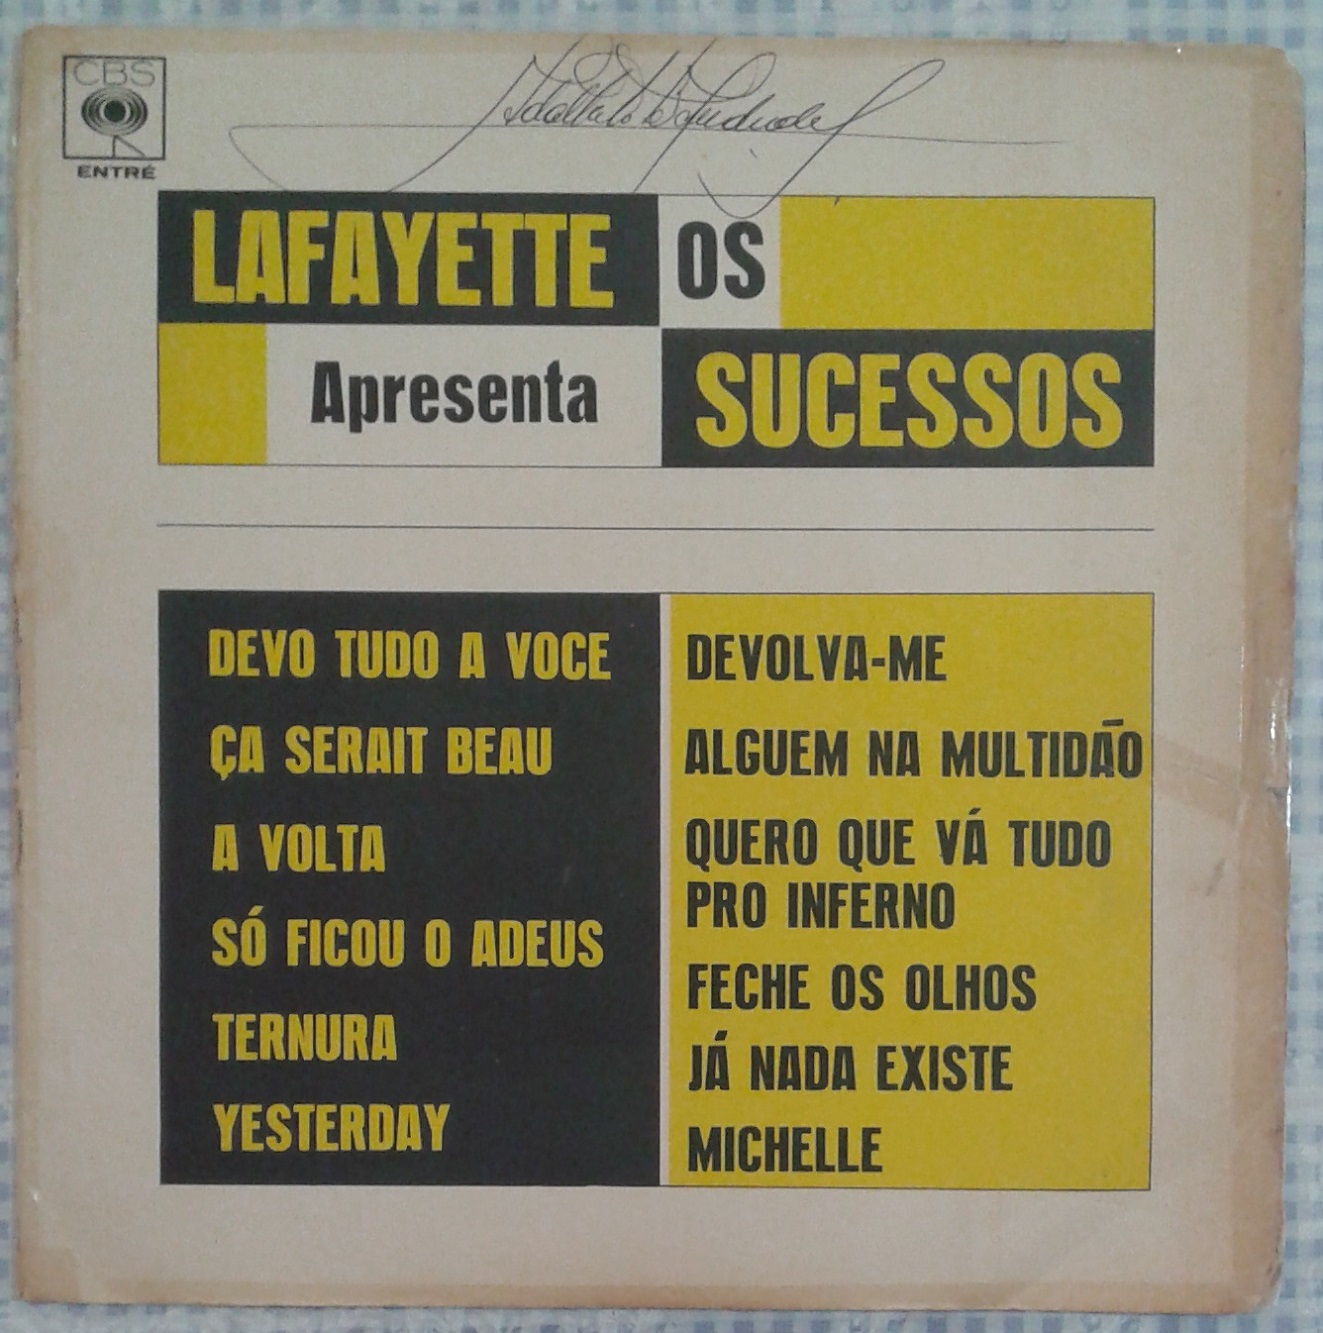 CBS
ENTRÉ
LAFAYETTE OS
Apresenta SUCESSOS
DEVO TUDO A VOCE
ÇA SERAIT BEAU
A VOLTA
SÓ FICOU O ADEUS
TERNURA
YESTERDAY
DEVOLVA-ME
ALGUEM NA MULTIDÃO
QUERO QUE VÁ TUDO
PRO INFERNO
FECHE OS OLHOS
JÁ NADA EXISTE
MICHELLE